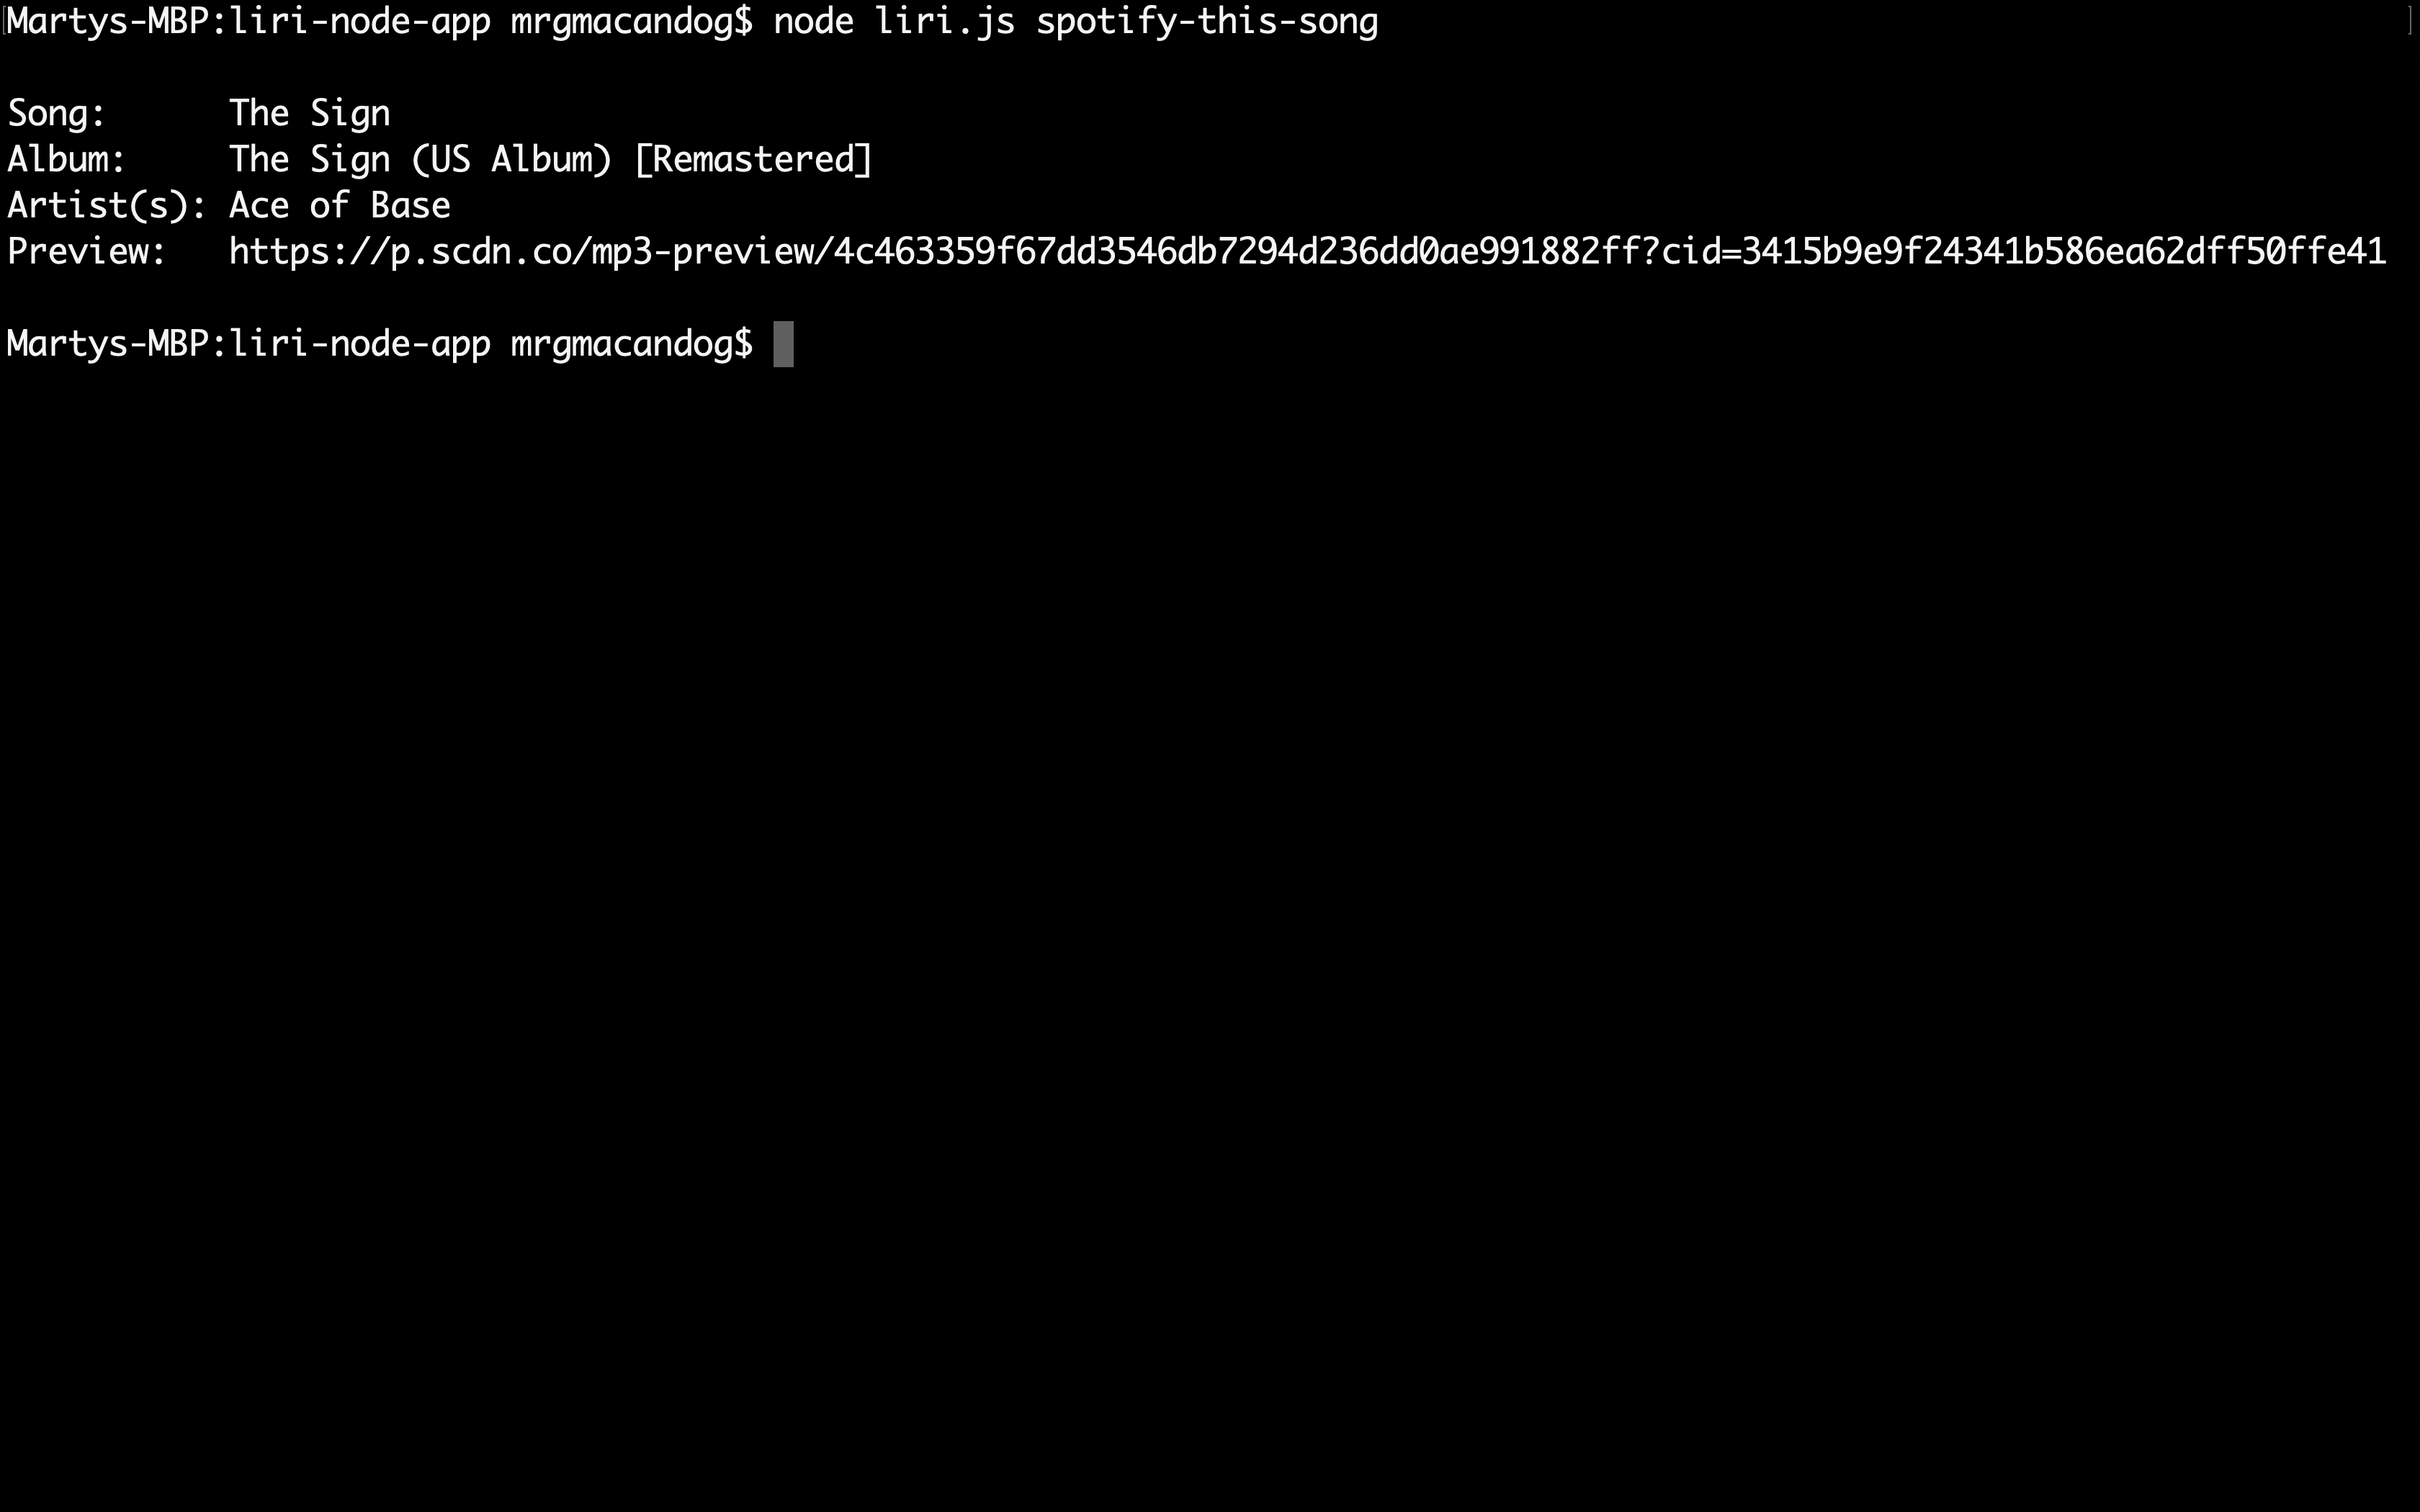 [Martys-MBP:liri-node-app mrgmacandog$ node liri.js spotify-this-song ]
Song: The Sign
Album: The Sign (US Album) [Remastered]
Artist(s): Ace of Base
Preview: https://p.scdn.co/mp3-preview/4c463359f67dd3546db7294d236dd0ae991882ff?cid=3415b9e9f24341b586ea62dff50ffe41
Martys-MBP:liri-node-app mrgmacandog$